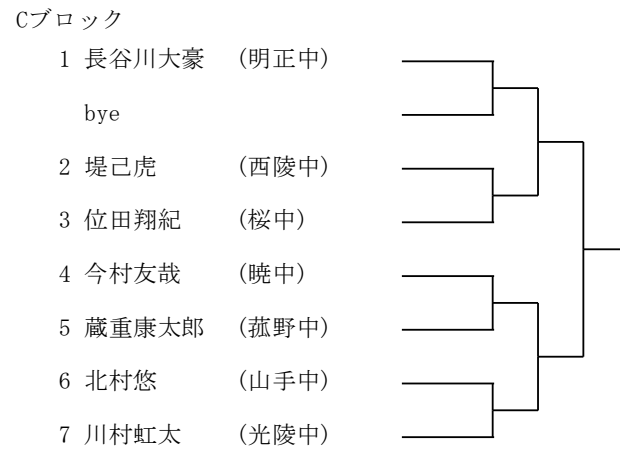 Cブロック
1 長谷川大豪 (明正中)
bye
2 堤己虎 (西陵中)
3 位田翔紀 (桜中)
4 今村友哉 (暁中)
5 蔵重康太郎 (菰野中)
6 北村悠 (山手中)
7 川村虹太 (光陵中)